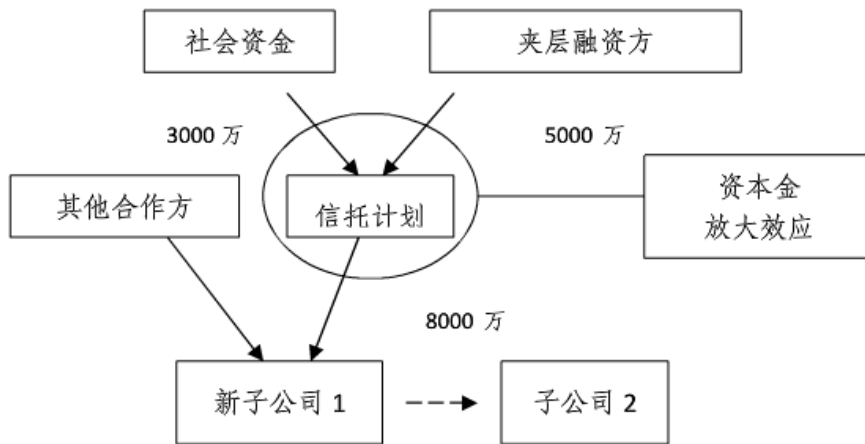 社会资金
夹层融资方
3000 万
5000 万
其他合作方
信托计划
资本金
放大效应
8000 万
新子公司 1
子公司 2